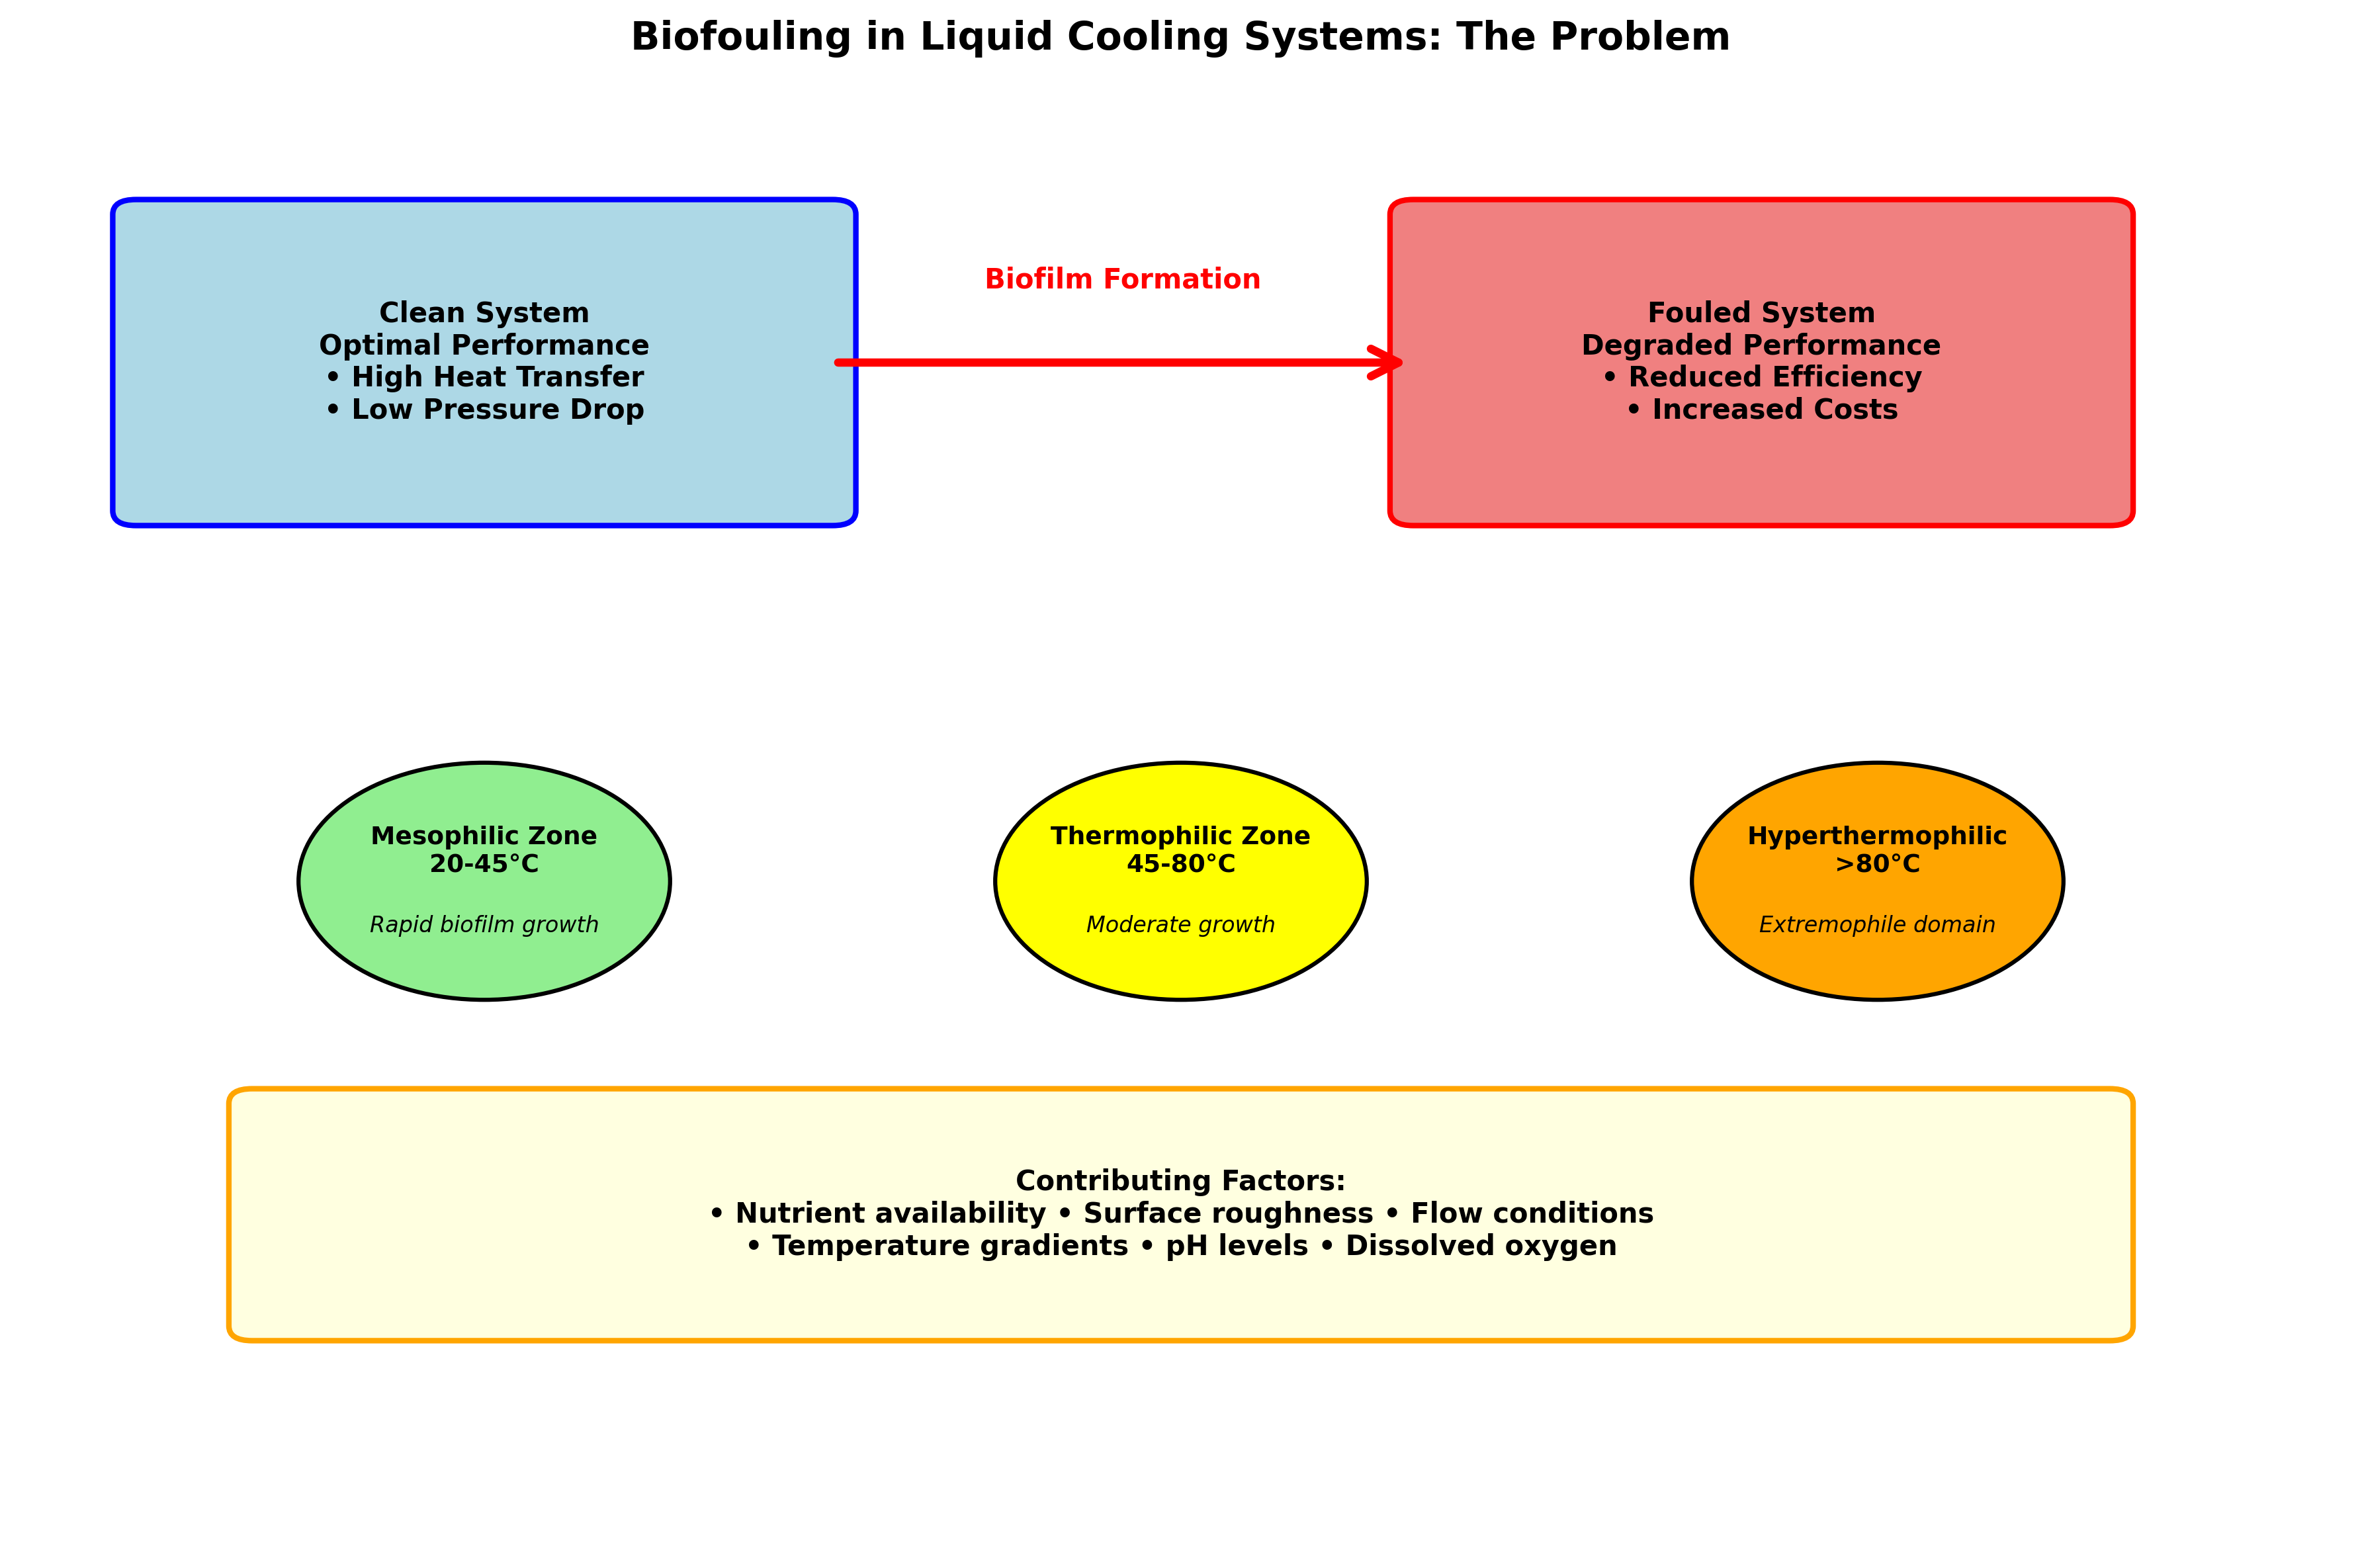 Biofouling in Liquid Cooling Systems: The Problem
Clean System
Optimal Performance
• High Heat Transfer
• Low Pressure Drop
Biofilm Formation
Fouled System
Degraded Performance
• Reduced Efficiency
• Increased Costs
Mesophilic Zone
20-45°C
Rapid biofilm growth
Thermophilic Zone
45-80°C
Moderate growth
Hyperthermophilic
>80°C
Extremophile domain
Contributing Factors:
• Nutrient availability • Surface roughness • Flow conditions
• Temperature gradients • pH levels • Dissolved oxygen